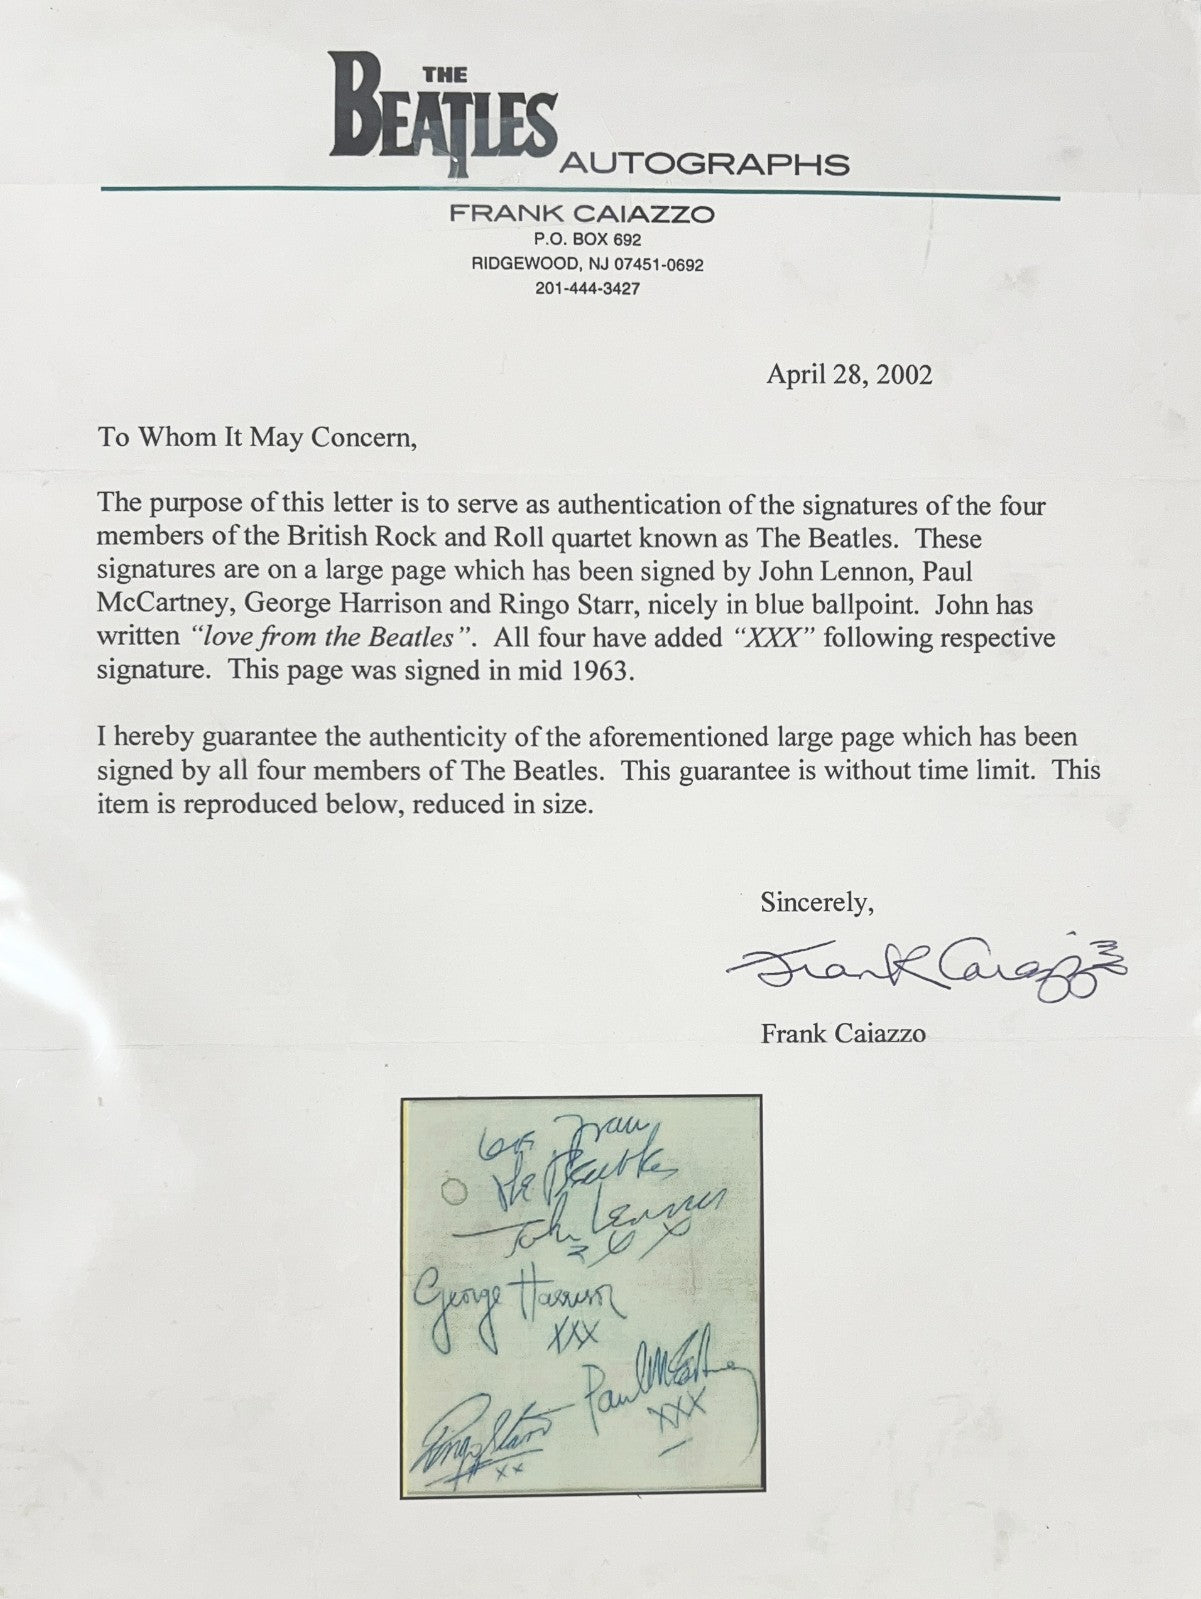 THE
BEATLES AUTOGRAPHS
FRANK CAIAZZO
P.O. BOX 692
RIDGEWOOD, NJ 07451-0692
201-444-3427
April 28, 2002
To Whom It May Concern,
The purpose of this letter is to serve as authentication of the signatures of the four
members of the British Rock and Roll quartet known as The Beatles.  These
signatures are on a large page which has been signed by John Lennon, Paul
McCartney, George Harrison and Ringo Starr, nicely in blue ballpoint.  John has
written “love from the Beatles”.  All four have added “XXX” following respective
signature.  This page was signed in mid 1963.
I hereby guarantee the authenticity of the aforementioned large page which has been
signed by all four members of The Beatles.  This guarantee is without time limit.  This
item is reproduced below, reduced in size.
Sincerely,
Frank Caiazzo
Frank Caiazzo
love from
the Beatles
John Lennon
XX
George Harrison
XXX
Paul McCartney
XXX
Ringo Starr
xx